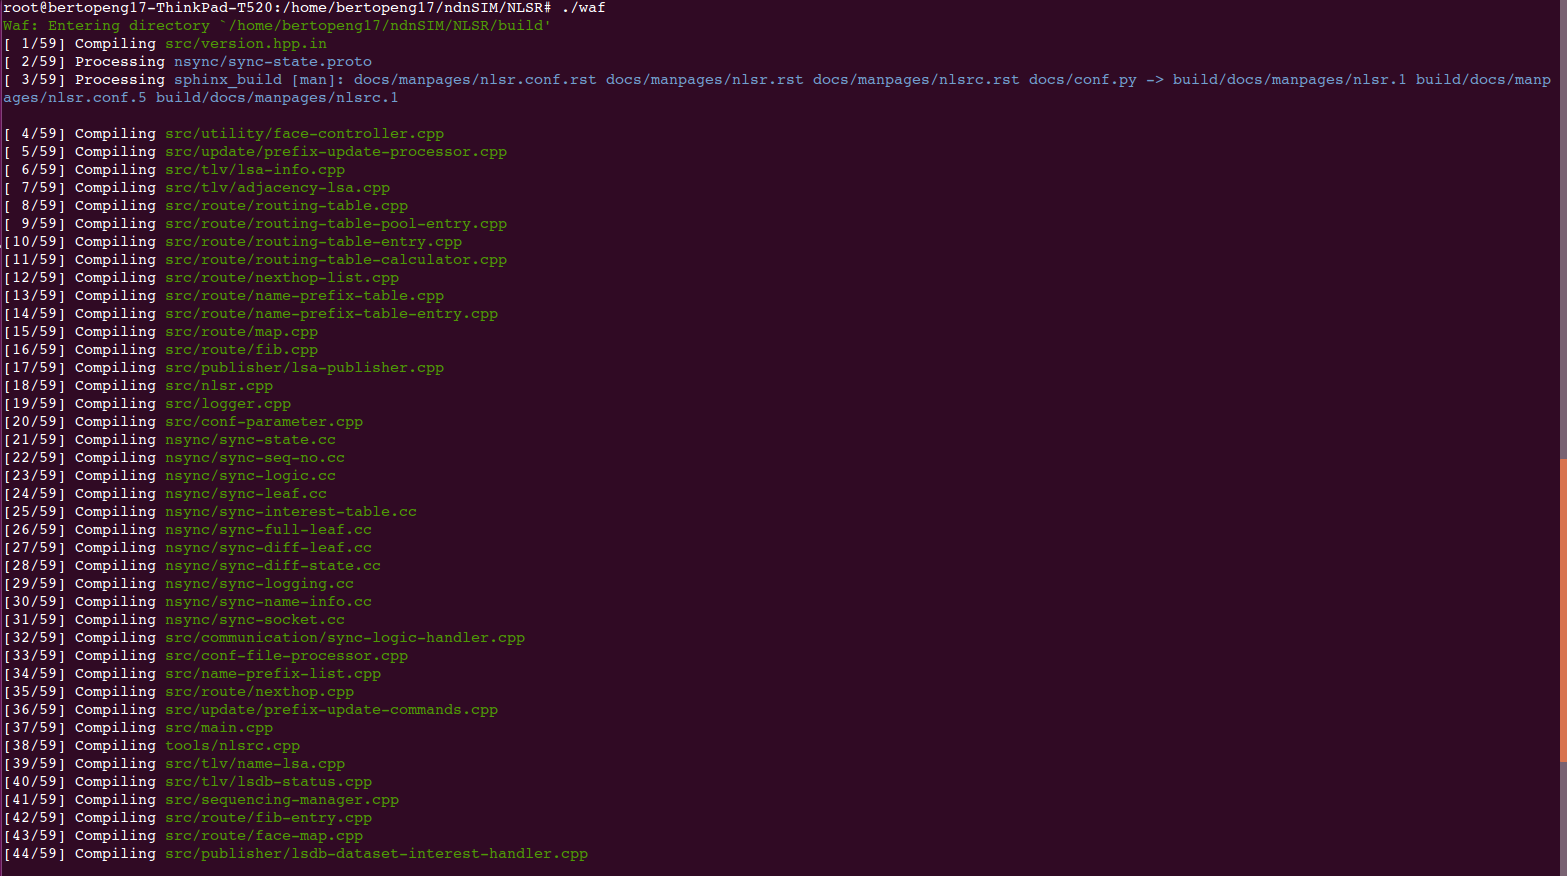 root@bertopeng17-ThinkPad-T520:/home/bertopeng17/ndnSIM/NLSR# ./waf
Waf: Entering directory `/home/bertopeng17/ndnSIM/NLSR/build'
[ 1/59] Compiling src/version.hpp.in
[ 2/59] Processing nsync/sync-state.proto
[ 3/59] Processing sphinx_build [man]: docs/manpages/nlsr.conf.rst docs/manpages/nlsr.rst docs/manpages/nlsrc.rst docs/conf.py -> build/docs/manpages/nlsr.1 build/docs/manp
ages/nlsr.conf.5 build/docs/manpages/nlsrc.1
[ 4/59] Compiling src/utility/face-controller.cpp
[ 5/59] Compiling src/update/prefix-update-processor.cpp
[ 6/59] Compiling src/tlv/lsa-info.cpp
[ 7/59] Compiling src/tlv/adjacency-lsa.cpp
[ 8/59] Compiling src/route/routing-table.cpp
[ 9/59] Compiling src/route/routing-table-pool-entry.cpp
[10/59] Compiling src/route/routing-table-entry.cpp
[11/59] Compiling src/route/routing-table-calculator.cpp
[12/59] Compiling src/route/nexthop-list.cpp
[13/59] Compiling src/route/name-prefix-table.cpp
[14/59] Compiling src/route/name-prefix-table-entry.cpp
[15/59] Compiling src/route/map.cpp
[16/59] Compiling src/route/fib.cpp
[17/59] Compiling src/publisher/lsa-publisher.cpp
[18/59] Compiling src/nlsr.cpp
[19/59] Compiling src/logger.cpp
[20/59] Compiling src/conf-parameter.cpp
[21/59] Compiling nsync/sync-state.cc
[22/59] Compiling nsync/sync-seq-no.cc
[23/59] Compiling nsync/sync-logic.cc
[24/59] Compiling nsync/sync-leaf.cc
[25/59] Compiling nsync/sync-interest-table.cc
[26/59] Compiling nsync/sync-full-leaf.cc
[27/59] Compiling nsync/sync-diff-leaf.cc
[28/59] Compiling nsync/sync-diff-state.cc
[29/59] Compiling nsync/sync-logging.cc
[30/59] Compiling nsync/sync-name-info.cc
[31/59] Compiling nsync/sync-socket.cc
[32/59] Compiling src/communication/sync-logic-handler.cpp
[33/59] Compiling src/conf-file-processor.cpp
[34/59] Compiling src/name-prefix-list.cpp
[35/59] Compiling src/route/nexthop.cpp
[36/59] Compiling src/update/prefix-update-commands.cpp
[37/59] Compiling src/main.cpp
[38/59] Compiling tools/nlsrc.cpp
[39/59] Compiling src/tlv/name-lsa.cpp
[40/59] Compiling src/tlv/lsdb-status.cpp
[41/59] Compiling src/sequencing-manager.cpp
[42/59] Compiling src/route/fib-entry.cpp
[43/59] Compiling src/route/face-map.cpp
[44/59] Compiling src/publisher/lsdb-dataset-interest-handler.cpp